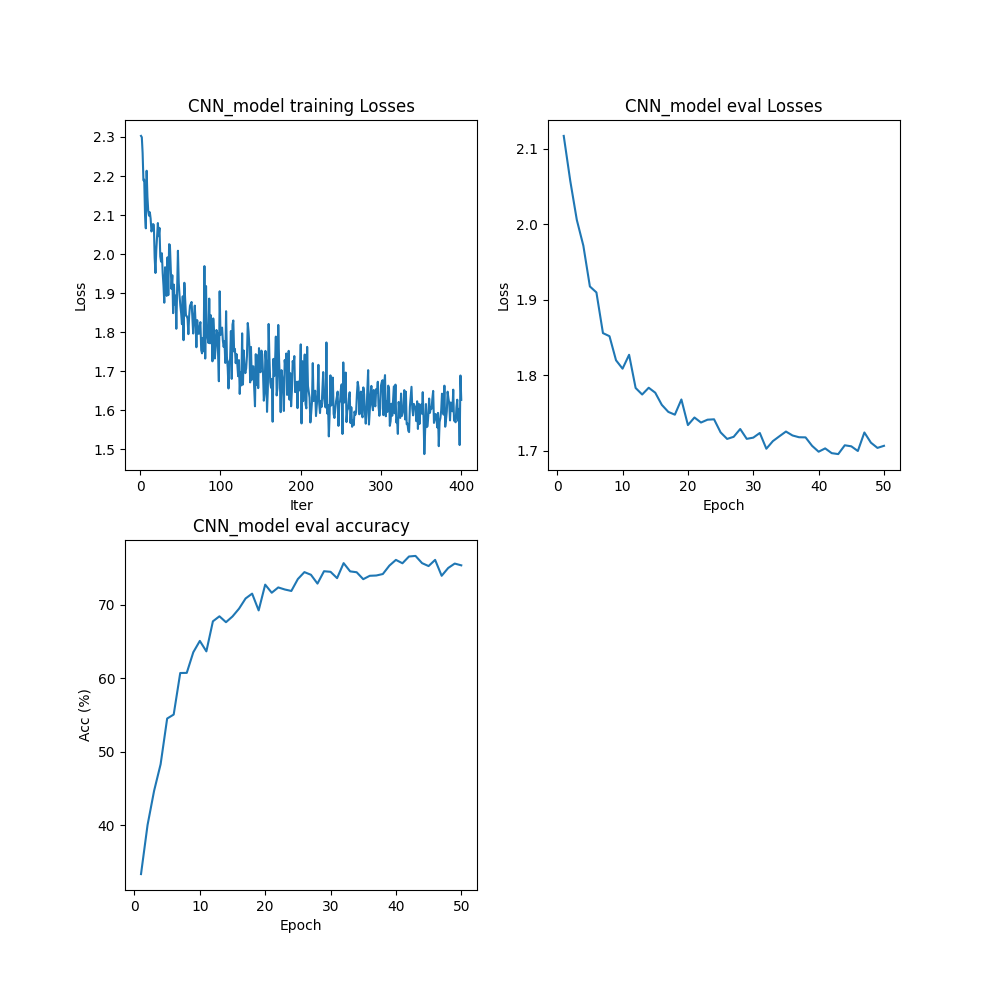 CNN_model training Losses
2.3
2.2
2.1
2.0
1.9
1.8
1.7
1.6
1.5
Loss
0 100 200 300 400
Iter
CNN_model eval Losses
2.1
2.0
1.9
1.8
1.7
Loss
0 10 20 30 40 50
Epoch
CNN_model eval accuracy
70
60
50
40
Acc (%)
0 10 20 30 40 50
Epoch